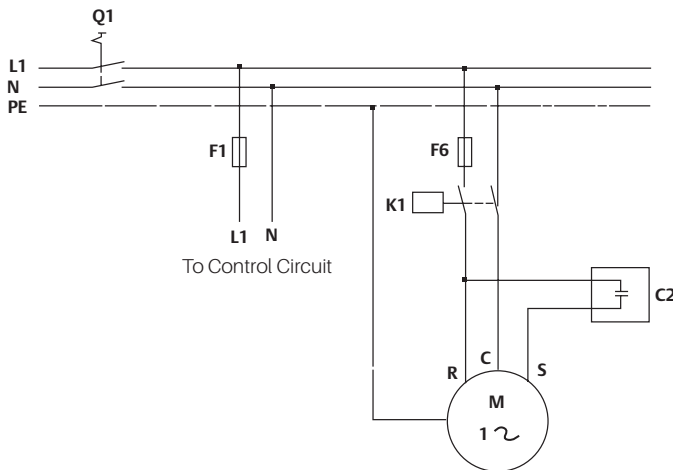 Q1
L1
N
PE
F1
F6
K1
L1 N
To Control Circuit
C2
R C S
M
1